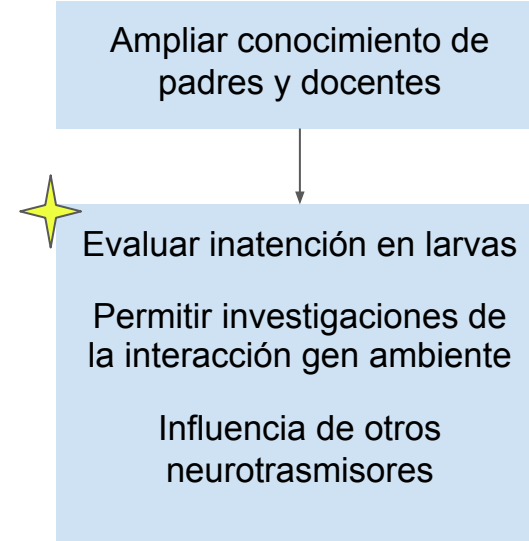 Ampliar conocimiento de
padres y docentes
Evaluar inatención en larvas
Permitir investigaciones de
la interacción gen ambiente
Influencia de otros
neurotrasmisores